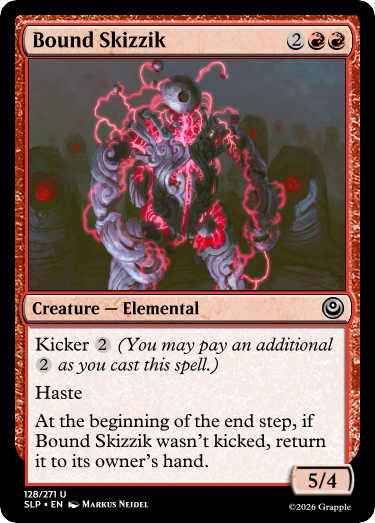 Bound Skizzik 2
Creature — Elemental
Kicker 2 (You may pay an additional
2 as you cast this spell.)
Haste
At the beginning of the end step, if
Bound Skizzik wasn't kicked, return
it to its owner's hand.
5/4
128/271 U
SLP • EN Markus Neidel
©2026 Grapple